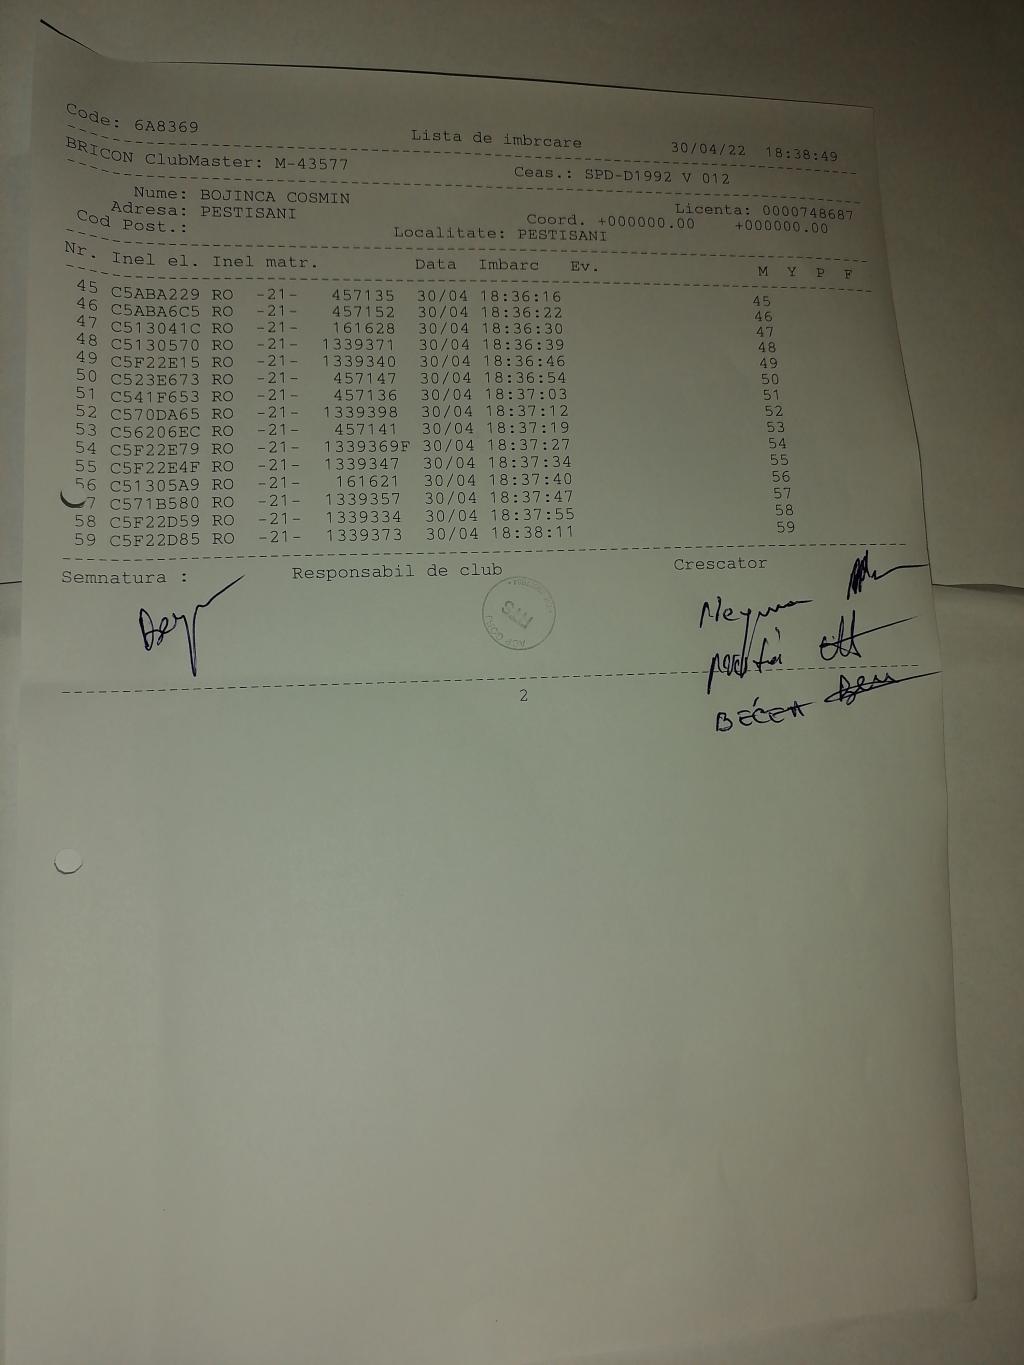 Code: 6A8369 Lista de imbrcare 30/04/22 18:38:49
BRICON ClubMaster: M-43577 Ceas.: SPD-D1992 V 012
Nume: BOJINCA COSMIN Licenta: 0000748687
Adresa: PESTISANI Coord. +000000.00 +000000.00
Cod Post.: Localitate: PESTISANI
Nr. Inel el. Inel matr. Data Imbarc Ev. M Y P F
45 C5ABA229 RO -21- 457135 30/04 18:36:16 45
46 C5ABA6C5 RO -21- 457152 30/04 18:36:22 46
47 C513041C RO -21- 161628 30/04 18:36:30 47
48 C5130570 RO -21- 1339371 30/04 18:36:39 48
49 C5F22E15 RO -21- 1339340 30/04 18:36:46 49
50 C523E673 RO -21- 457147 30/04 18:36:54 50
51 C541F653 RO -21- 457136 30/04 18:37:03 51
52 C570DA65 RO -21- 1339398 30/04 18:37:12 52
53 C56206EC RO -21- 457141 30/04 18:37:19 53
54 C5F22E79 RO -21- 1339369F 30/04 18:37:27 54
55 C5F22E4F RO -21- 1339347 30/04 18:37:34 55
56 C51305A9 RO -21- 161621 30/04 18:37:40 56
7 C571B580 RO -21- 1339357 30/04 18:37:47 57
58 C5F22D59 RO -21- 1339334 30/04 18:37:55 58
59 C5F22D85 RO -21- 1339373 30/04 18:38:11 59
Semnatura : Responsabil de club Crescator
2